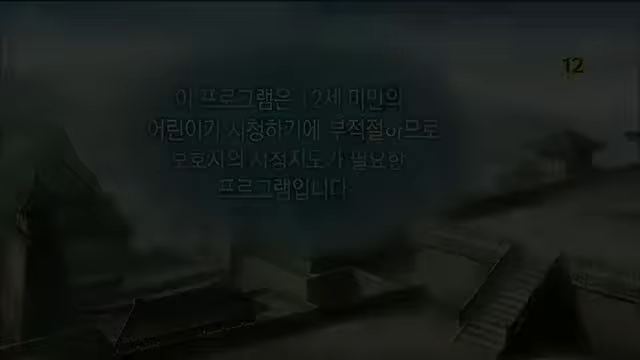 12
이 프로그램은 12세 미만의
어린이가 시청하기에 부적절하므로
보호자의 시청지도가 필요한
프로그램입니다